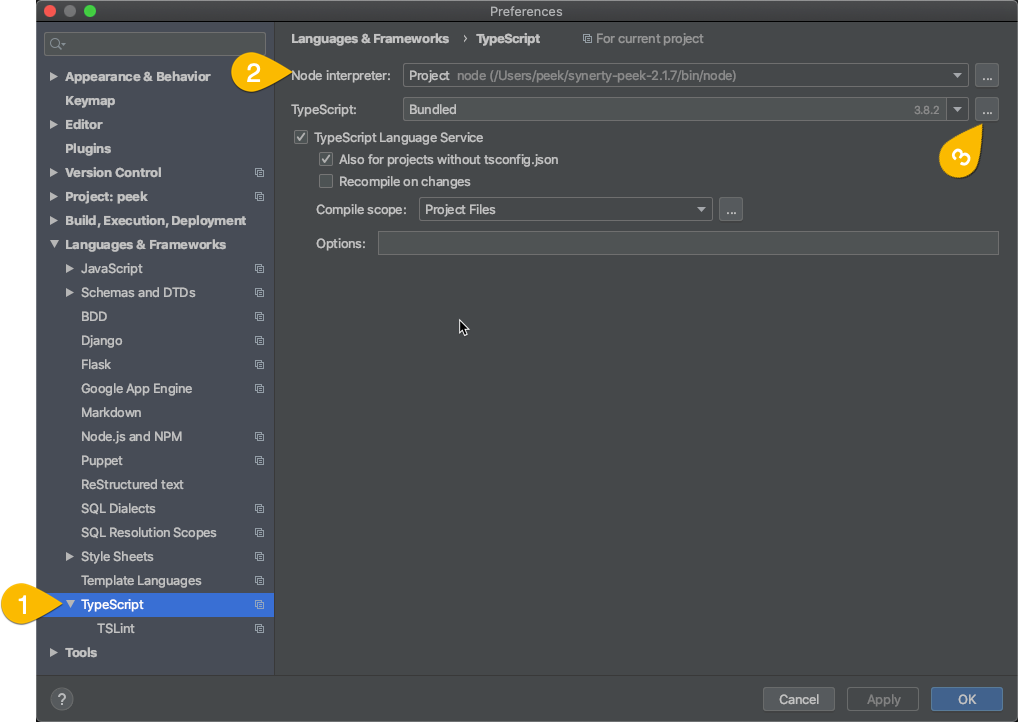 Preferences
Languages & Frameworks › TypeScript For current project
Appearance & Behavior
Keymap
Editor
Plugins
Version Control
Project: peek
Build, Execution, Deployment
Languages & Frameworks
JavaScript
Schemas and DTDs
BDD
Django
Flask
Google App Engine
Markdown
Node.js and NPM
Puppet
ReStructured text
SQL Dialects
SQL Resolution Scopes
Style Sheets
Template Languages
1 TypeScript
TSLint
Tools
2 Node interpreter: Project node (/Users/peek/synerty-peek-2.1.7/bin/node) ...
TypeScript: Bundled 3.8.2 ...
3
TypeScript Language Service
Also for projects without tsconfig.json
Recompile on changes
Compile scope: Project Files ...
Options:
? Cancel Apply OK